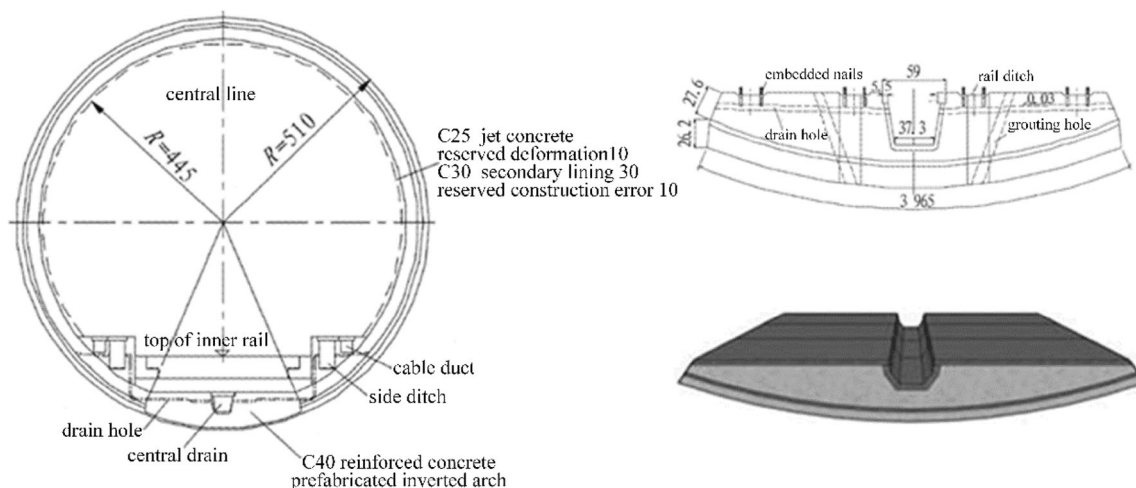 central line
R=445
R=510
C25 jet concrete
reserved deformation10
C30 secondary lining 30
reserved construction error 10
top of inner rail
cable duct
side ditch
drain hole
central drain
C40 reinforced concrete
prefabricated inverted arch
59
embedded nails
5.5
rail ditch
27.6
0.03
drain hole
37.3
grouting hole
26.2
3 965